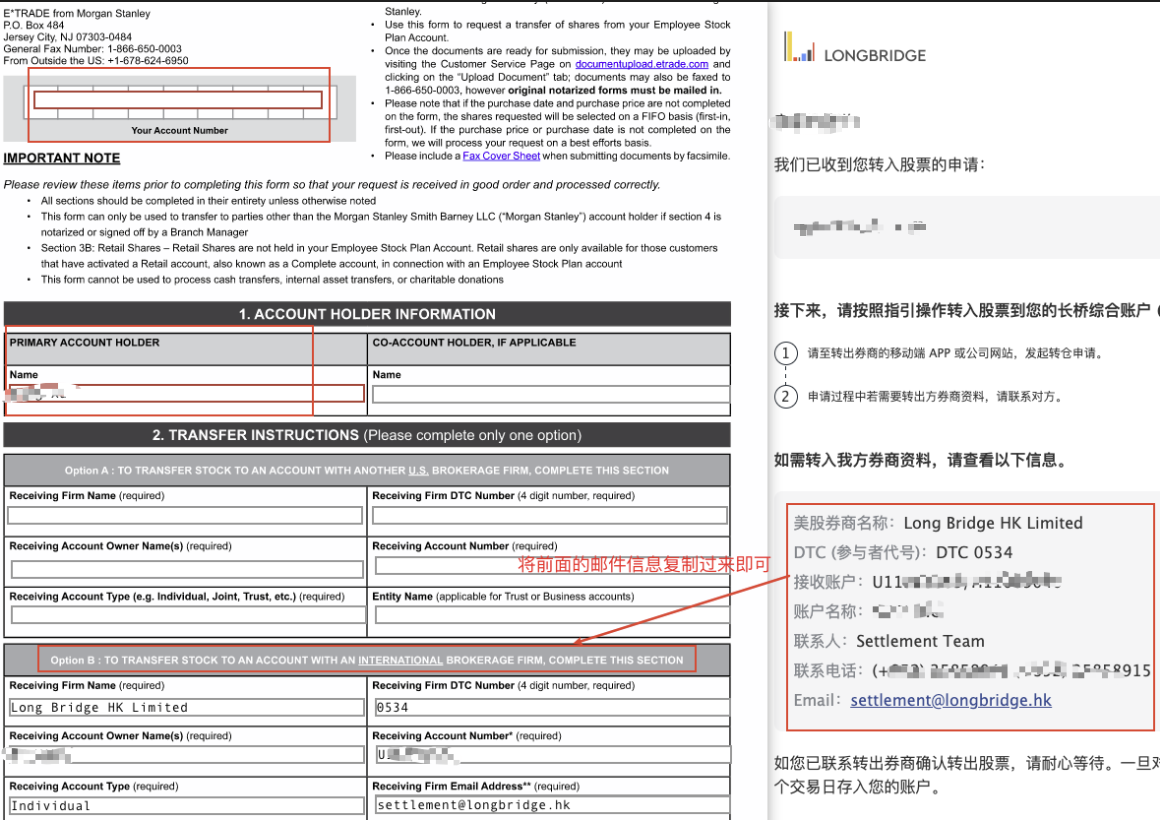 E*TRADE from Morgan Stanley
P.O. Box 484
Jersey City, NJ 07303-0484
General Fax Number: 1-866-650-0003
From Outside the US: +1-678-624-6950
Your Account Number
Stanley.
• Use this form to request a transfer of shares from your Employee Stock
Plan Account.
• Once the documents are ready for submission, they may be uploaded by
visiting the Customer Service Page on documentupload.etrade.com and
clicking on the “Upload Document” tab; documents may also be faxed to
1-866-650-0003, however original notarized forms must be mailed in.
• Please note that if the purchase date and purchase price are not completed
on the form, the shares requested will be selected on a FIFO basis (first-in,
first-out). If the purchase price or purchase date is not completed on the
form, we will process your request on a best efforts basis.
• Please include a Fax Cover Sheet when submitting documents by facsimile.
IMPORTANT NOTE
Please review these items prior to completing this form so that your request is received in good order and processed correctly.
• All sections should be completed in their entirety unless otherwise noted
• This form can only be used to transfer to parties other than the Morgan Stanley Smith Barney LLC (“Morgan Stanley”) account holder if section 4 is
notarized or signed off by a Branch Manager
• Section 3B: Retail Shares – Retail Shares are not held in your Employee Stock Plan Account. Retail shares are only available for those customers
that have activated a Retail account, also known as a Complete account, in connection with an Employee Stock Plan account
• This form cannot be used to process cash transfers, internal asset transfers, or charitable donations
1. ACCOUNT HOLDER INFORMATION
PRIMARY ACCOUNT HOLDER
CO-ACCOUNT HOLDER, IF APPLICABLE
Name
Name
2. TRANSFER INSTRUCTIONS (Please complete only one option)
Option A : TO TRANSFER STOCK TO AN ACCOUNT WITH ANOTHER U.S. BROKERAGE FIRM, COMPLETE THIS SECTION
Receiving Firm Name (required)
Receiving Firm DTC Number (4 digit number, required)
Receiving Account Owner Name(s) (required)
Receiving Account Number (required)
将前面的邮件信息复制过来即可
Receiving Account Type (e.g. Individual, Joint, Trust, etc.) (required)
Entity Name (applicable for Trust or Business accounts)
Option B : TO TRANSFER STOCK TO AN ACCOUNT WITH AN INTERNATIONAL BROKERAGE FIRM, COMPLETE THIS SECTION
Receiving Firm Name (required)
Receiving Firm DTC Number (4 digit number, required)
Long Bridge HK Limited
0534
Receiving Account Owner Name(s) (required)
Receiving Account Number* (required)
Receiving Account Type (required)
Receiving Firm Email Address** (required)
Individual
settlement@longbridge.hk
LONGBRIDGE
我们已收到您转入股票的申请：
接下来，请按照指引操作转入股票到您的长桥综合账户 (
1 请至转出券商的移动端 APP 或公司网站，发起转仓申请。
2 申请过程中若需要转出方券商资料，请联系对方。
如需转入我方券商资料，请查看以下信息。
美股券商名称： Long Bridge HK Limited
DTC (参与者代号)： DTC 0534
接收账户： U11
账户名称：
联系人： Settlement Team
联系电话： (+ 25858915
Email： settlement@longbridge.hk
如您已联系转出券商确认转出股票，请耐心等待。一旦对
个交易日存入您的账户。